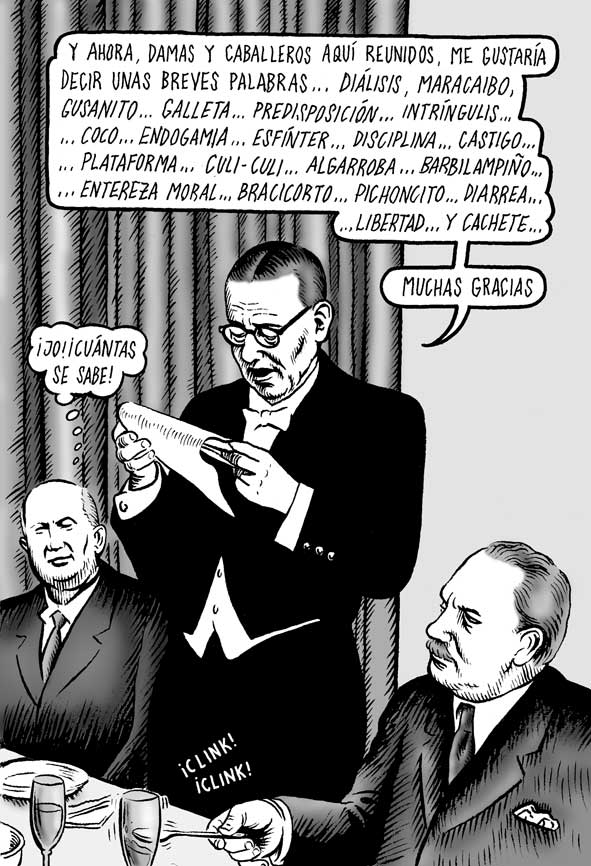 Y AHORA, DAMAS Y CABALLEROS AQUÍ REUNIDOS, ME GUSTARÍA
DECIR UNAS BREVES PALABRAS... DIÁLISIS, MARACAIBO,
GUSANITO... GALLETA... PREDISPOSICIÓN... INTRÍNGULIS...
... COCO... ENDOGAMIA... ESFÍNTER... DISCIPLINA... CASTIGO...
... PLATAFORMA... CULI-CULI... ALGARROBA... BARBILAMPIÑO...
... ENTEREZA MORAL... BRACICORTO... PICHONCITO... DIARREA...
... LIBERTAD... Y CACHETE...
MUCHAS GRACIAS
¡JO! ¡CUÁNTAS
SE SABE!
¡CLINK!
¡CLINK!